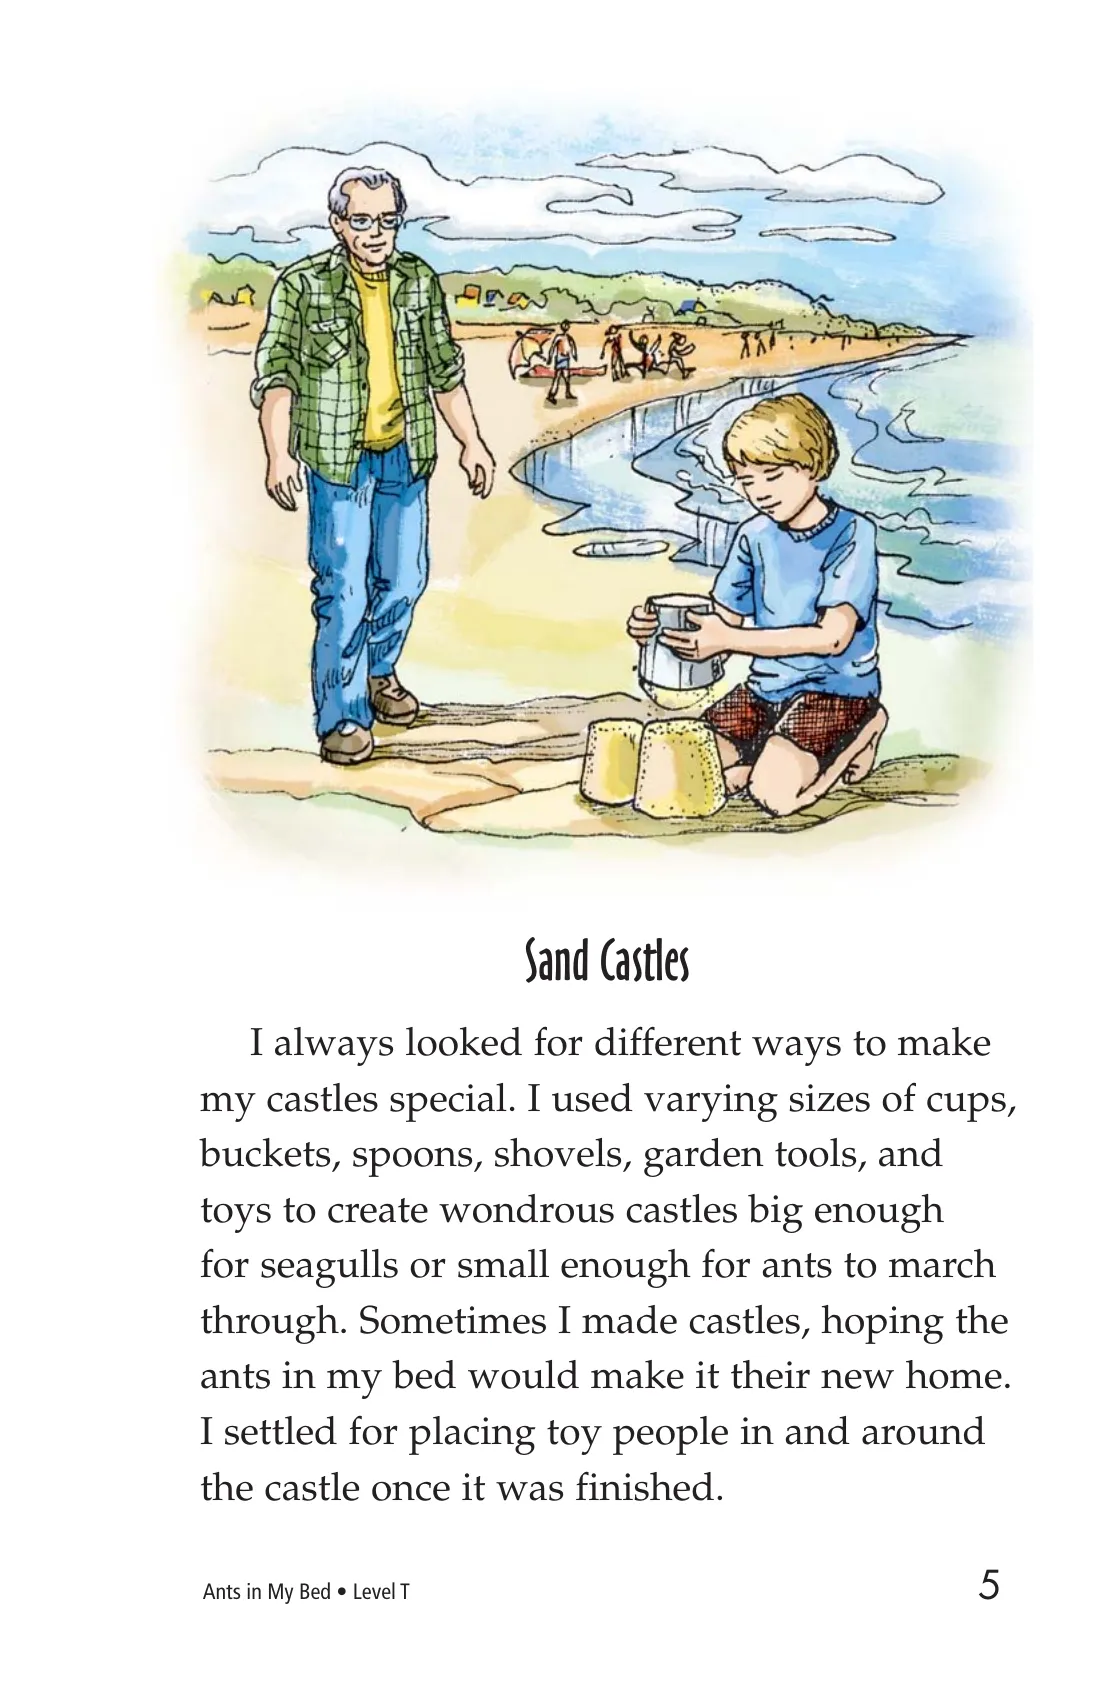 Sand Castles
I always looked for different ways to make
my castles special. I used varying sizes of cups,
buckets, spoons, shovels, garden tools, and
toys to create wondrous castles big enough
for seagulls or small enough for ants to march
through. Sometimes I made castles, hoping the
ants in my bed would make it their new home.
I settled for placing toy people in and around
the castle once it was finished.
Ants in My Bed • Level T 5